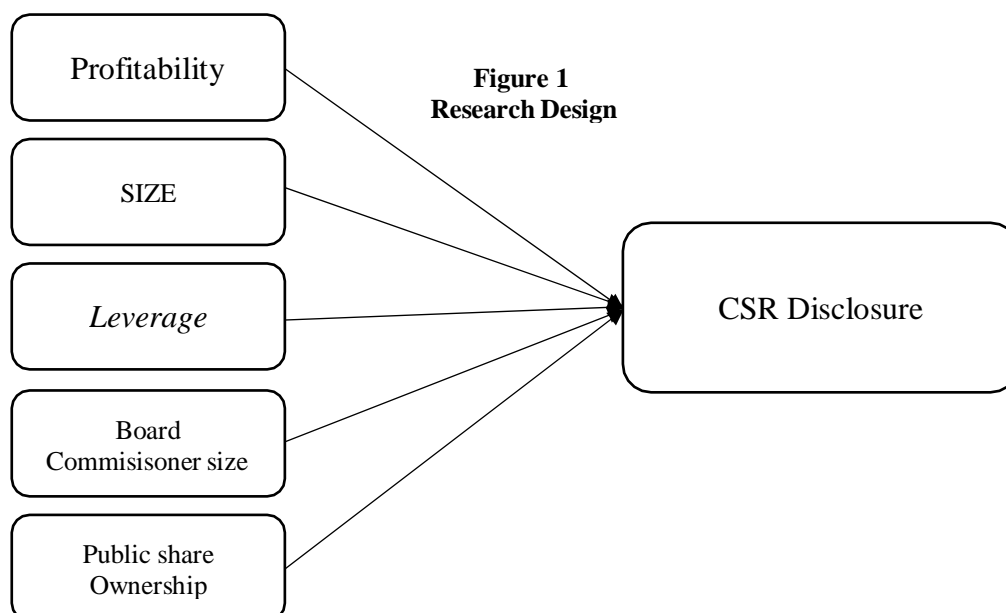 Profitability
Figure 1
Research Design
SIZE
Leverage
CSR Disclosure
Board
Commisisoner size
Public share
Ownership